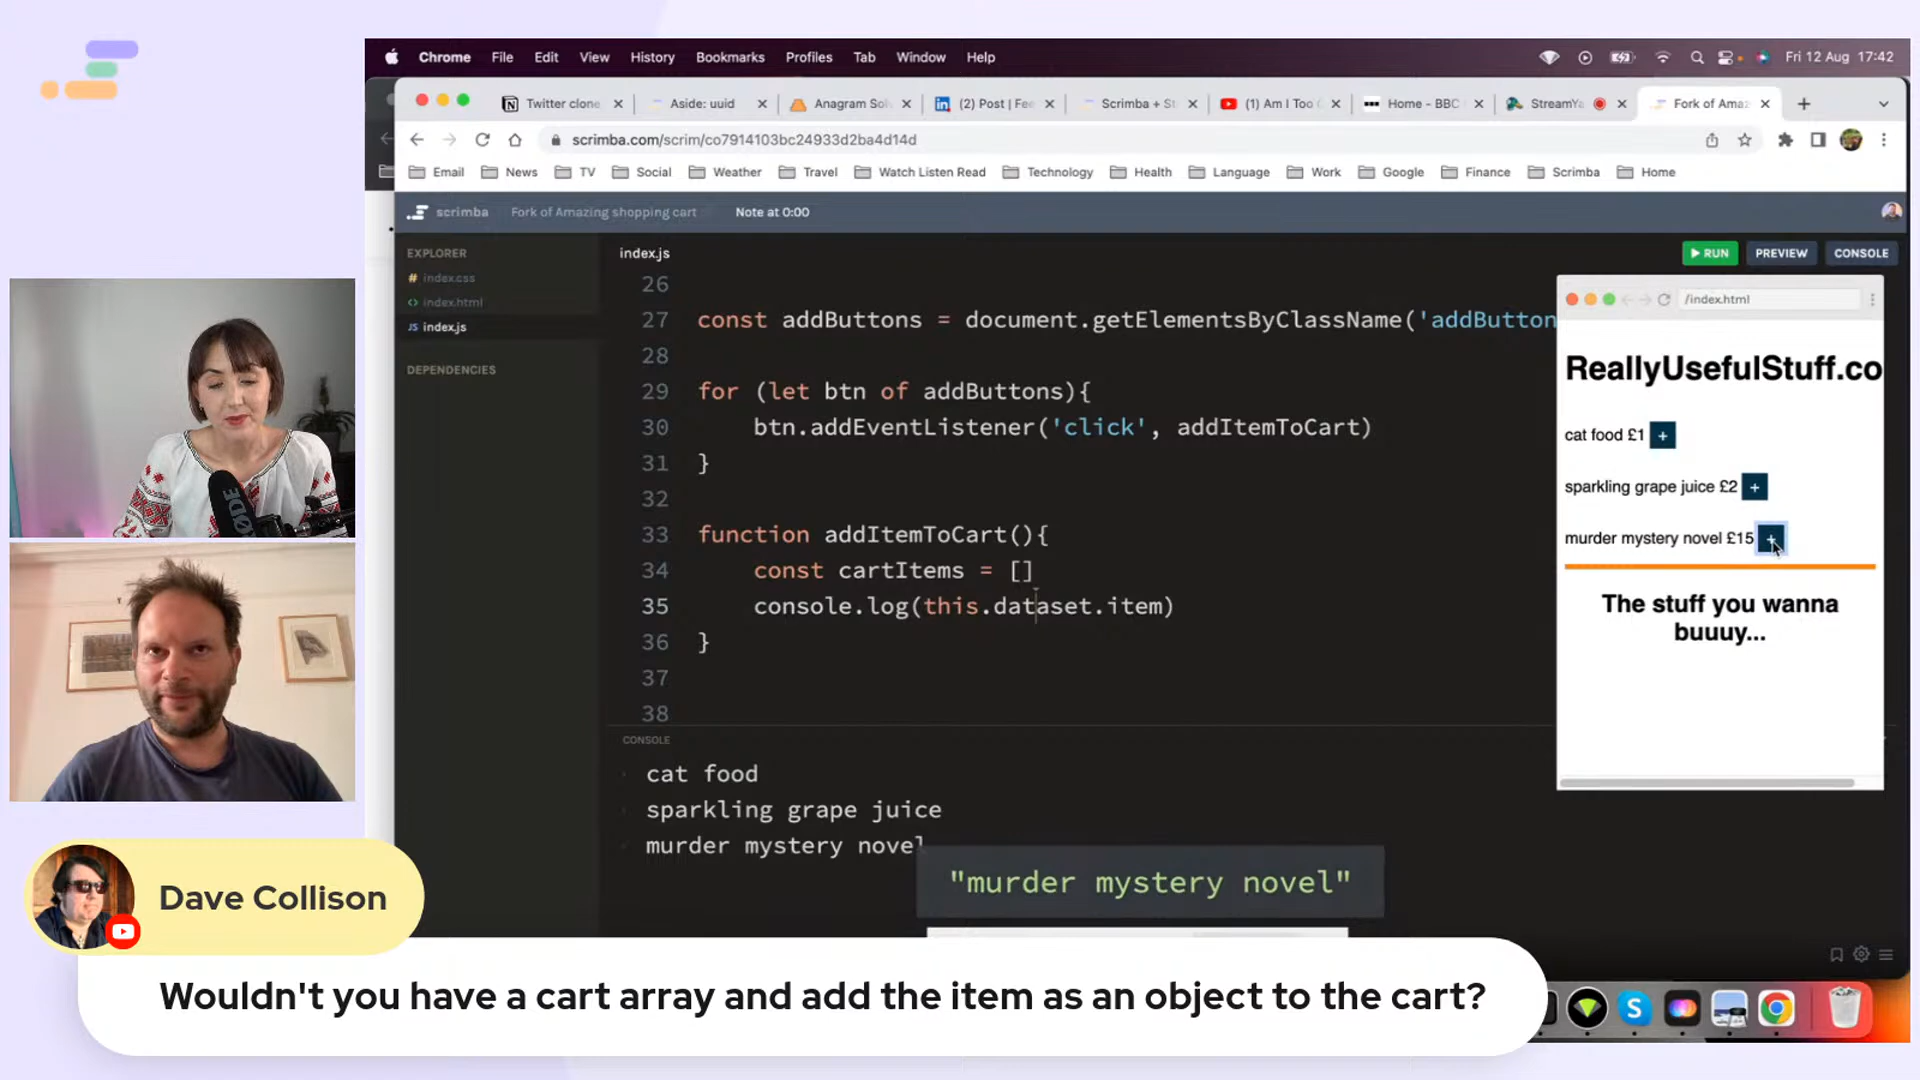 Chrome File Edit View History Bookmarks Profiles Tab Window Help Fri 12 Aug 17:42
Twitter clone Aside: uuid Anagram Sol (2) Post | Fee Scrimba + St (1) Am I Too Home - BBC StreamYa Fork of Amaz
scrimba.com/scrim/co7914103bc24933d2ba4d14d
Email News TV Social Weather Travel Watch Listen Read Technology Health Language Work Google Finance Scrimba Home
scrimba Fork of Amazing shopping cart Note at 0:00
EXPLORER
# index.css
<> index.html
JS index.js
DEPENDENCIES
index.js
RUN PREVIEW CONSOLE
26
27 const addButtons = document.getElementsByClassName('addButton
28
29 for (let btn of addButtons){
30 btn.addEventListener('click', addItemToCart)
31 }
32
33 function addItemToCart(){
34 const cartItems = []
35 console.log(this.dataset.item)
36 }
37
38
/index.html
ReallyUsefulStuff.co
cat food £1 +
sparkling grape juice £2 +
murder mystery novel £15 +
The stuff you wanna
buuuy...
CONSOLE
cat food
sparkling grape juice
murder mystery novel
"murder mystery novel"
RØDE
Dave Collison
Wouldn't you have a cart array and add the item as an object to the cart?